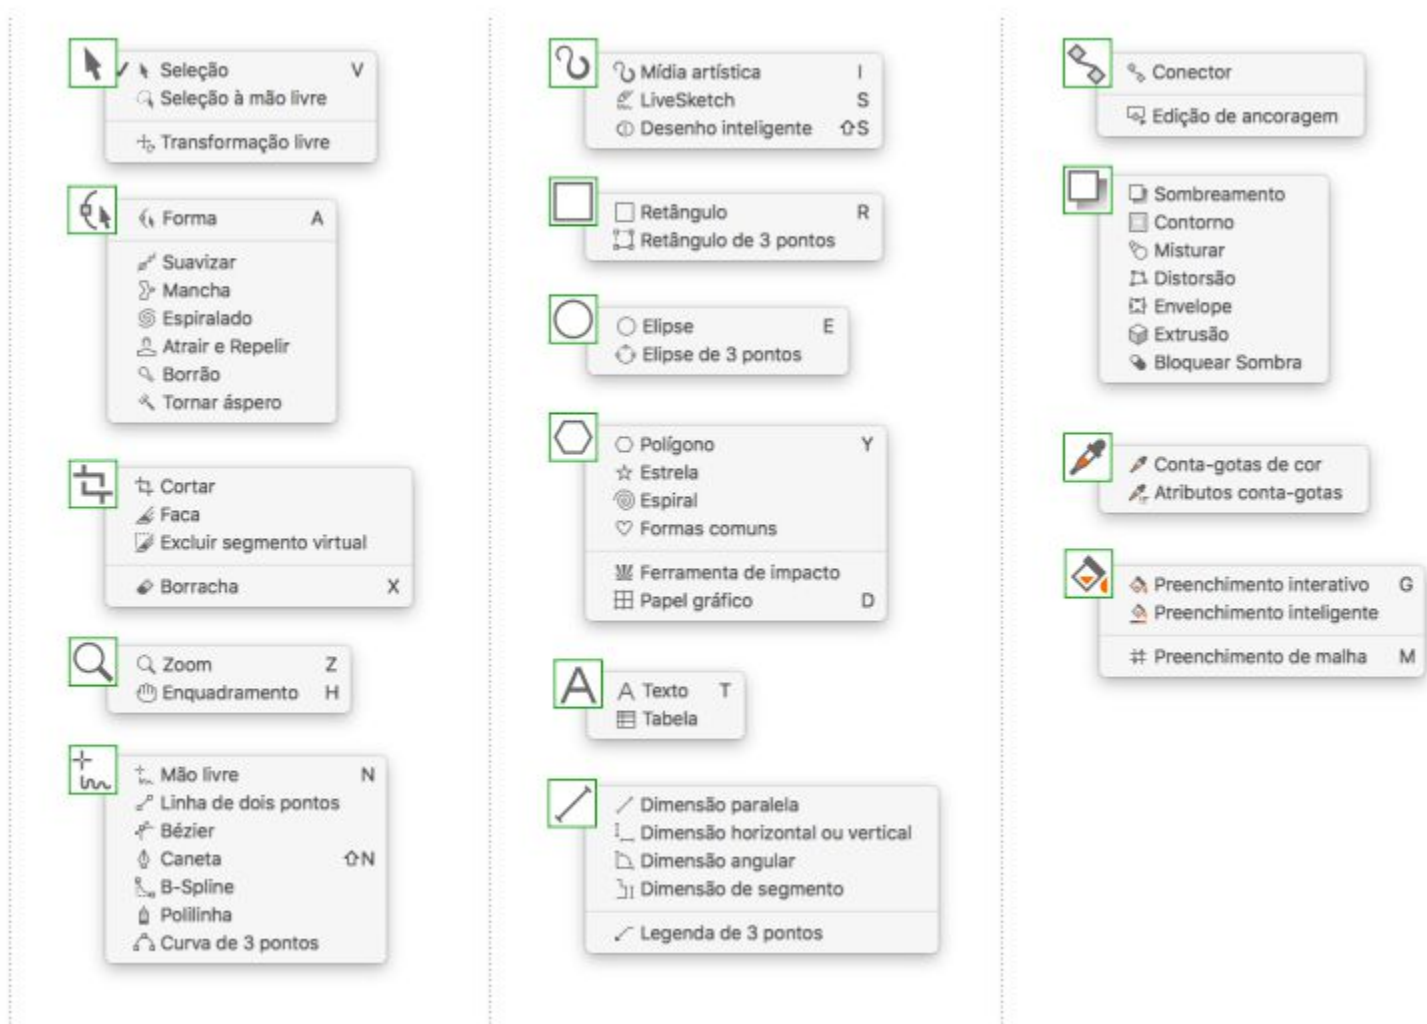 Seleção V
Seleção à mão livre
Transformação livre
Forma A
Suavizar
Mancha
Espiralado
Atrair e Repelir
Borrão
Tornar áspero
Cortar
Faca
Excluir segmento virtual
Borracha X
Zoom Z
Enquadramento H
Mão livre N
Linha de dois pontos
Bézier
Caneta ⇧N
B-Spline
Polilinha
Curva de 3 pontos
Mídia artística I
LiveSketch S
Desenho inteligente ⇧S
Retângulo R
Retângulo de 3 pontos
Elipse E
Elipse de 3 pontos
Polígono Y
Estrela
Espiral
Formas comuns
Ferramenta de impacto
Papel gráfico D
A Texto T
Tabela
Dimensão paralela
Dimensão horizontal ou vertical
Dimensão angular
Dimensão de segmento
Legenda de 3 pontos
Conector
Edição de ancoragem
Sombreamento
Contorno
Misturar
Distorsão
Envelope
Extrusão
Bloquear Sombra
Conta-gotas de cor
Atributos conta-gotas
Preenchimento interativo G
Preenchimento inteligente
Preenchimento de malha M